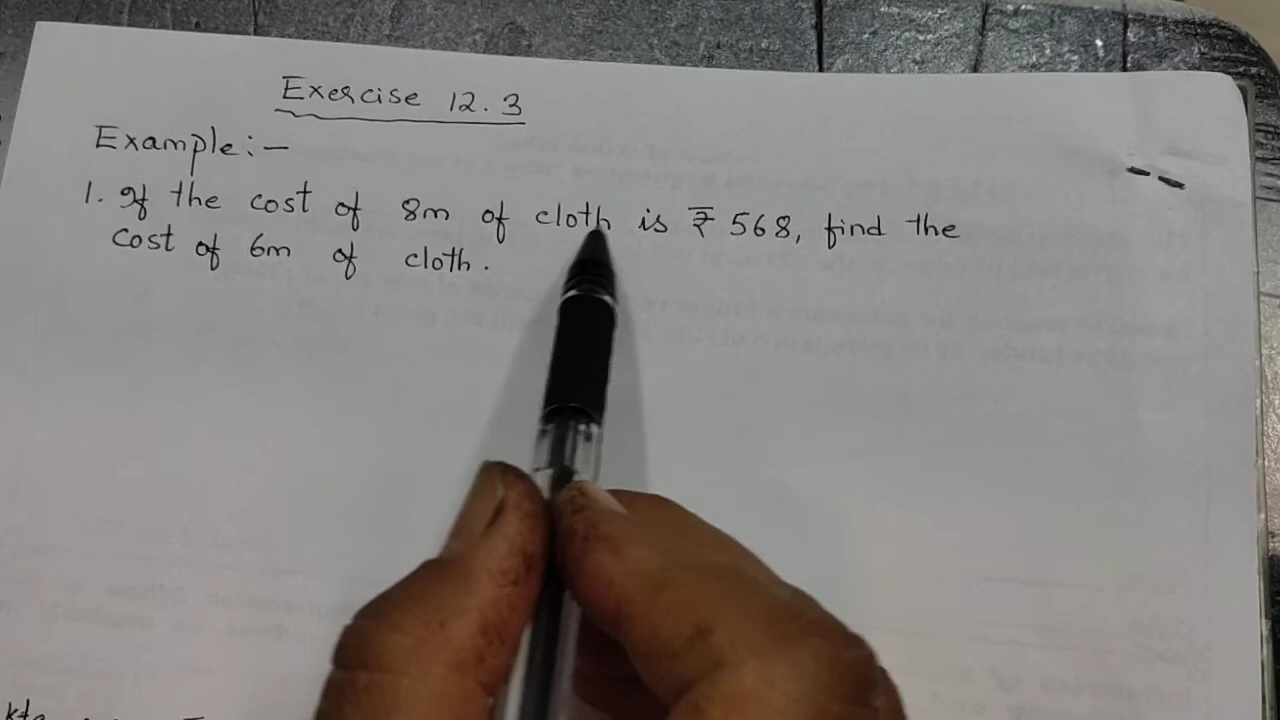 Exercise 12.3
Example:-
1. If the cost of 8m of cloth is ₹ 568, find the
cost of 6m of cloth.